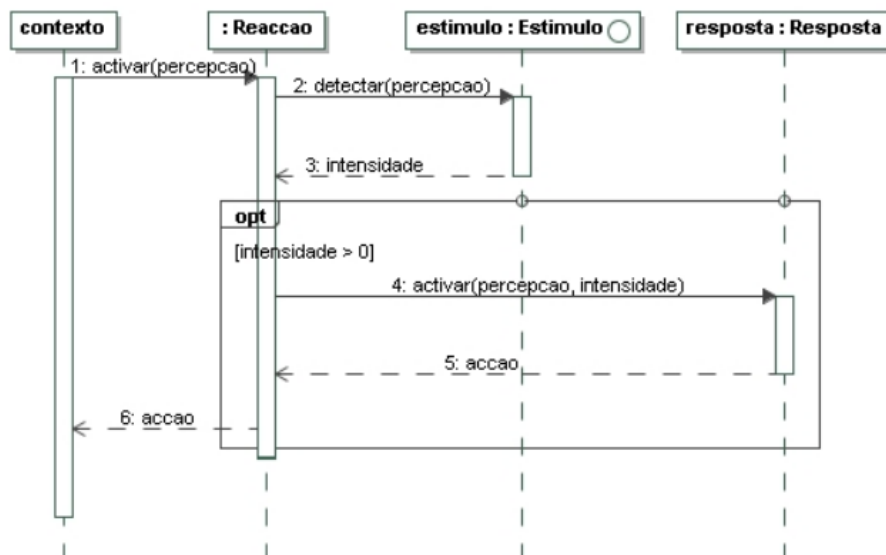 contexto
: Reaccao
estimulo : Estimulo
resposta : Resposta
1: activar(percepcao)
2: detectar(percepcao)
3: intensidade
opt
[intensidade > 0]
4: activar(percepcao, intensidade)
5: accao
6: accao